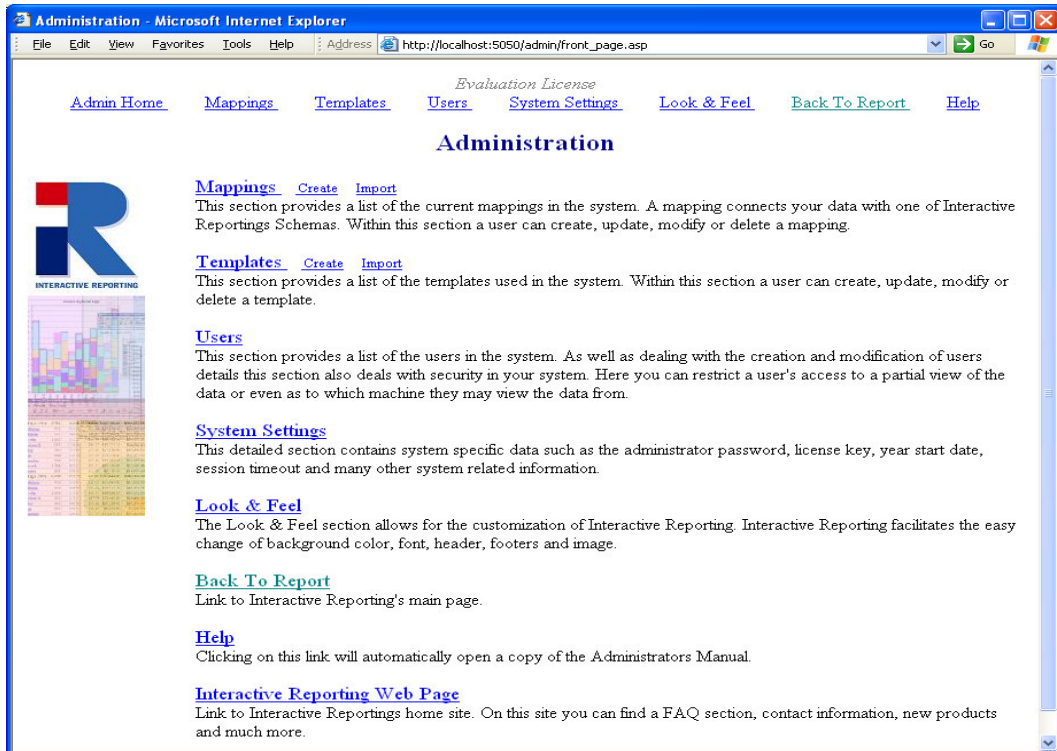 Administration - Microsoft Internet Explorer
File Edit View Favorites Tools Help Address http://localhost:5050/admin/front_page.asp Go
Evaluation License
Admin Home Mappings Templates Users System Settings Look & Feel Back To Report Help
Administration
INTERACTIVE REPORTING
Mappings Create Import
This section provides a list of the current mappings in the system. A mapping connects your data with one of Interactive
Reportings Schemas. Within this section a user can create, update, modify or delete a mapping.
Templates Create Import
This section provides a list of the templates used in the system. Within this section a user can create, update, modify or
delete a template.
Users
This section provides a list of the users in the system. As well as dealing with the creation and modification of users
details this section also deals with security in your system. Here you can restrict a user's access to a partial view of the
data or even as to which machine they may view the data from.
System Settings
This detailed section contains system specific data such as the administrator password, license key, year start date,
session timeout and many other system related information.
Look & Feel
The Look & Feel section allows for the customization of Interactive Reporting. Interactive Reporting facilitates the easy
change of background color, font, header, footers and image.
Back To Report
Link to Interactive Reporting's main page.
Help
Clicking on this link will automatically open a copy of the Administrators Manual.
Interactive Reporting Web Page
Link to Interactive Reportings home site. On this site you can find a FAQ section, contact information, new products
and much more.